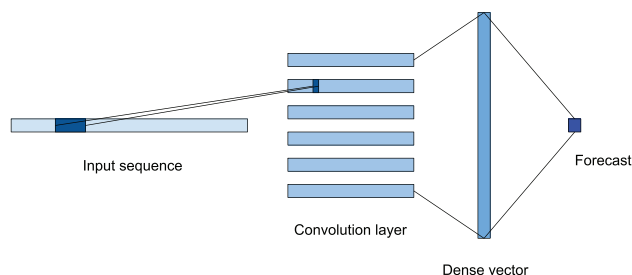 Input sequence
Convolution layer
Dense vector
Forecast